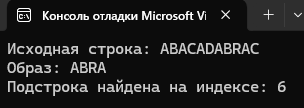 Консоль отладки Microsoft Vi
Исходная строка: ABACADABRAC
Образ: ABRA
Подстрока найдена на индексе: 6